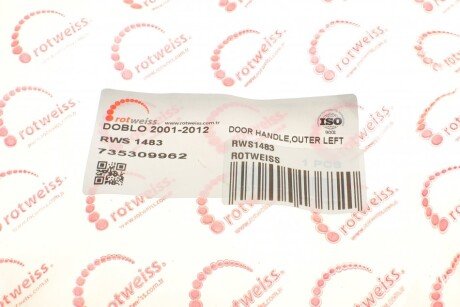 rotweiss.
www.rotweiss.com.tr
DOBLO 2001-2012
RWS 1483
735309962
ISO
9001
DOOR HANDLE,OUTER LEFT
RWS1483
ROTWEISS
1 PCS